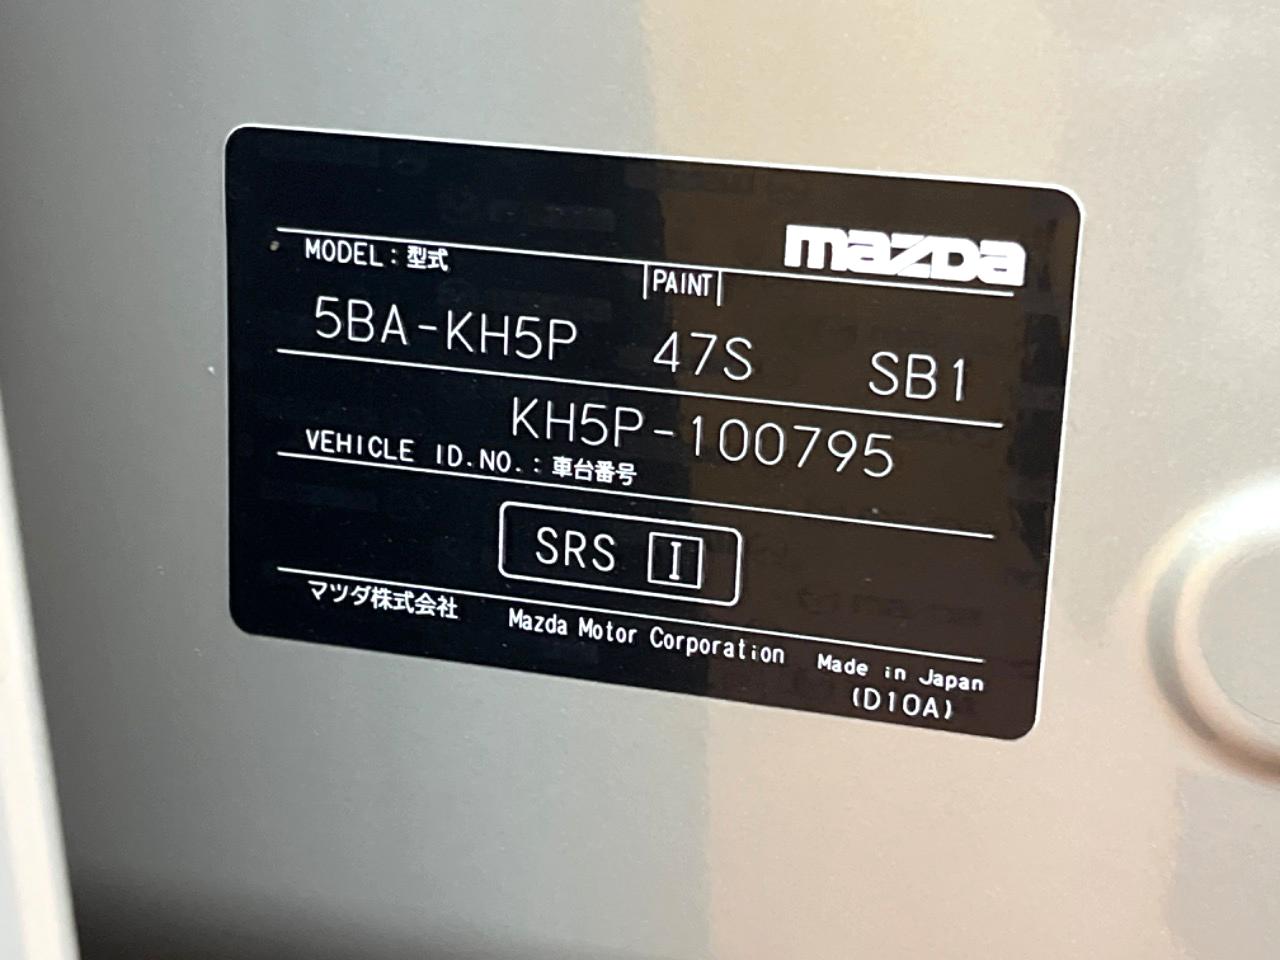 mazda
MODEL : 型式
PAINT
5BA-KH5P 47S SB1
KH5P-100795
VEHICLE ID.NO. : 車台番号
SRS I
マツダ株式会社 Mazda Motor Corporation Made in Japan
(D10A)